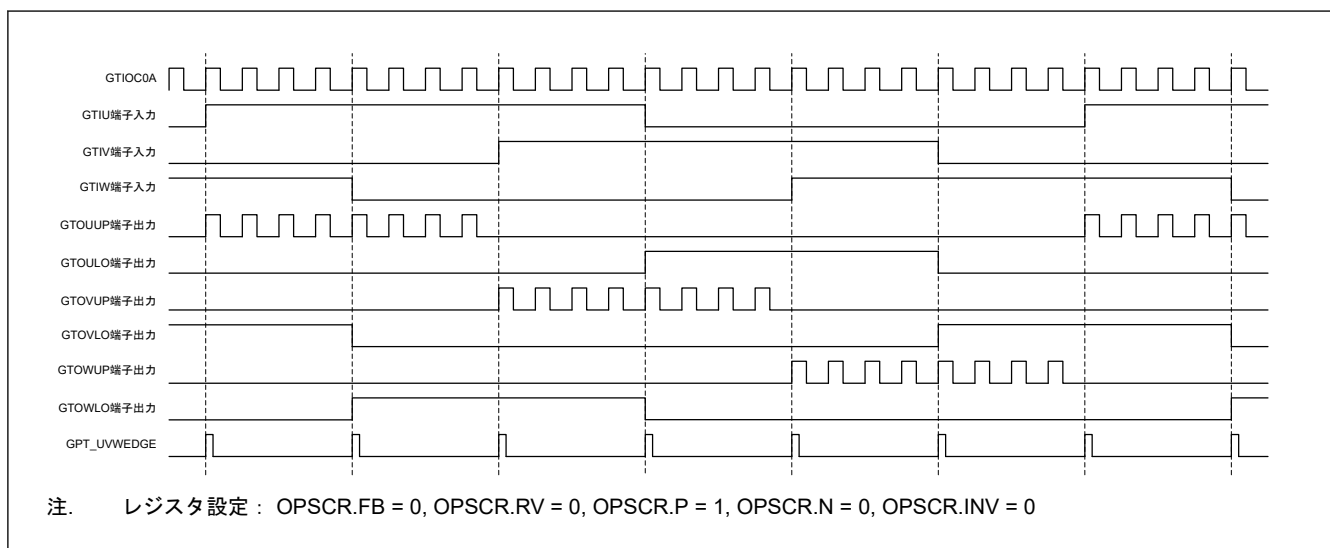 GTIOC0A
GTIU端子入力
GTIV端子入力
GTIW端子入力
GTOUUP端子出力
GTOULO端子出力
GTOVUP端子出力
GTOVLO端子出力
GTOWUP端子出力
GTOWLO端子出力
GPT_UVWEDGE
注. レジスタ設定 : OPSCR.FB = 0, OPSCR.RV = 0, OPSCR.P = 1, OPSCR.N = 0, OPSCR.INV = 0